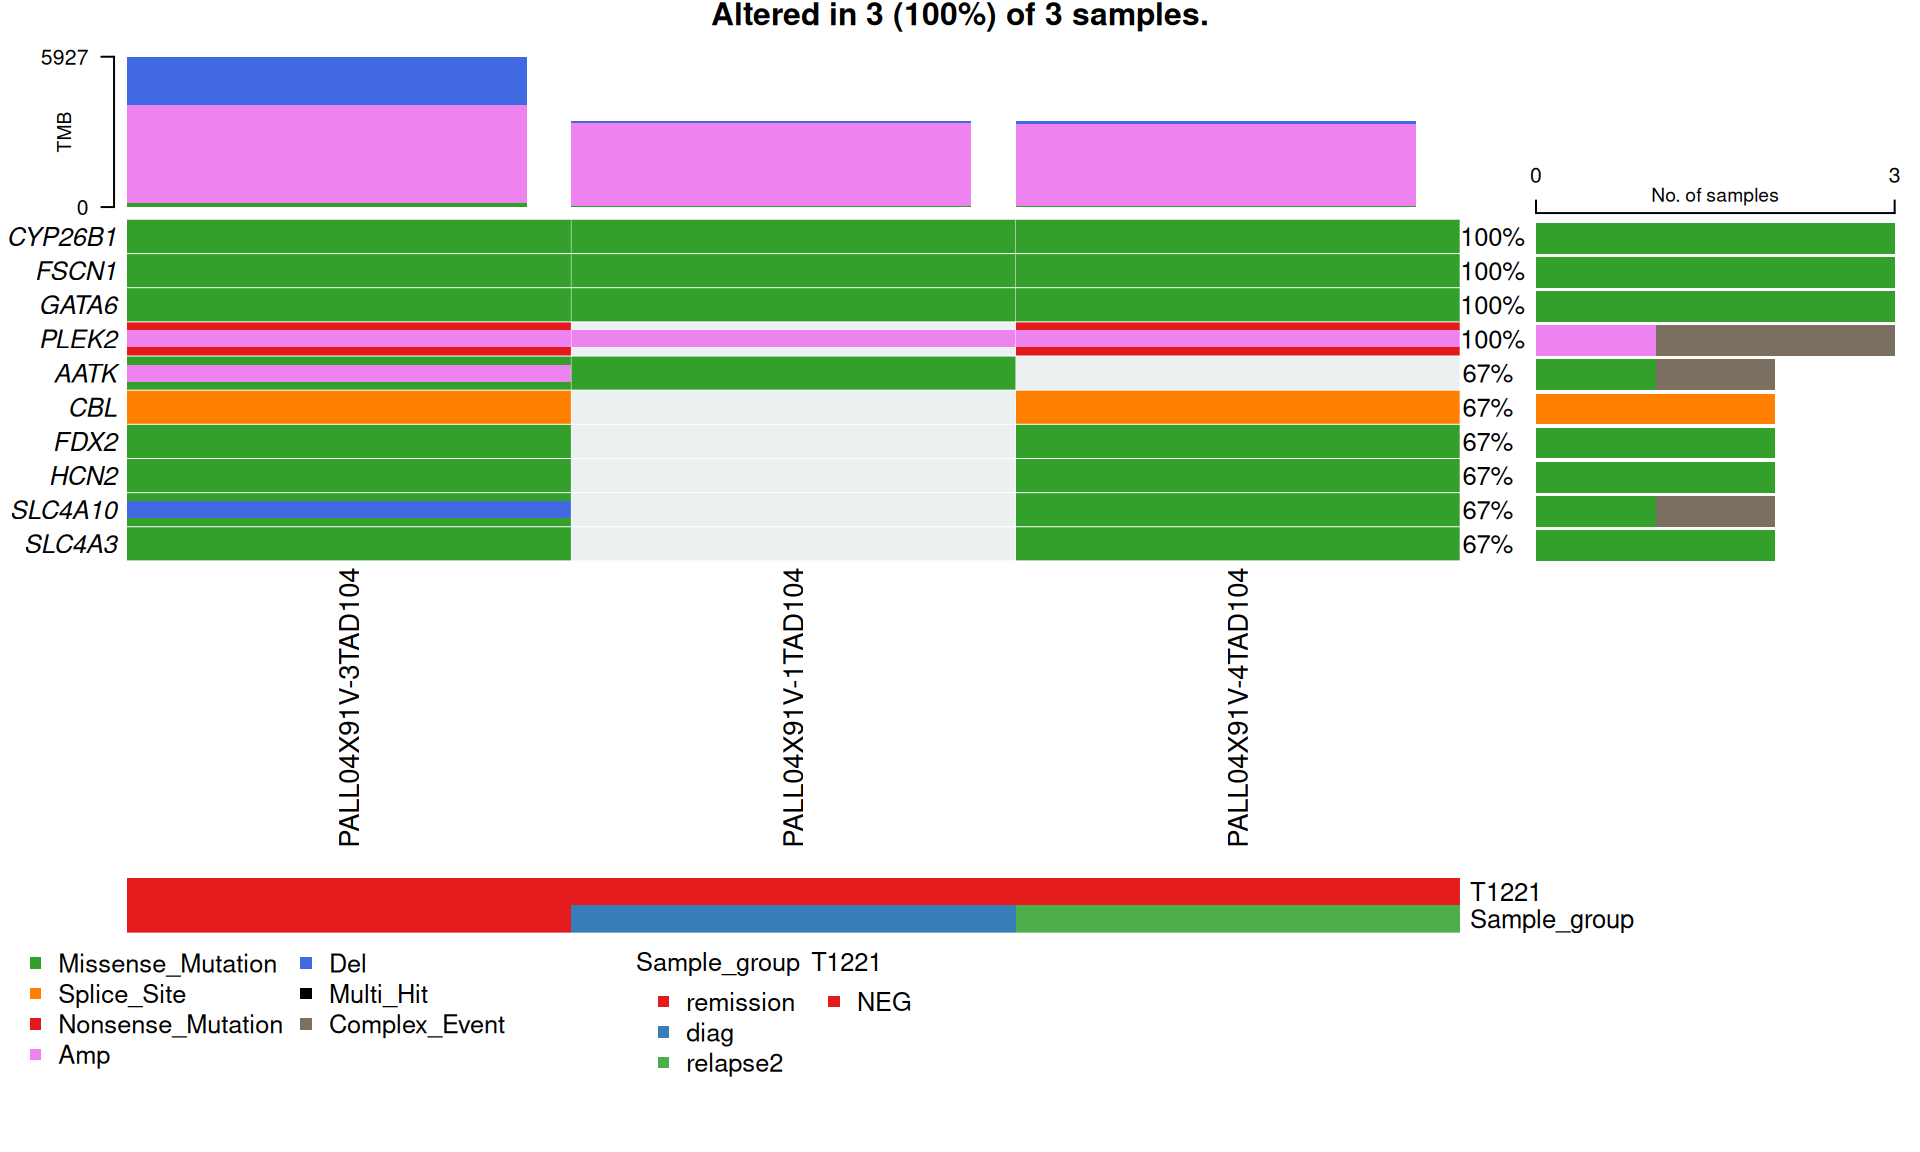 Altered in 3 (100%) of 3 samples.
5927
TMB
0
0 3
No. of samples
CYP26B1 100%
FSCN1 100%
GATA6 100%
PLEK2 100%
AATK 67%
CBL 67%
FDX2 67%
HCN2 67%
SLC4A10 67%
SLC4A3 67%
PALL04X91V-3TAD104
PALL04X91V-1TAD104
PALL04X91V-4TAD104
T1221
Sample_group
Missense_Mutation
Splice_Site
Nonsense_Mutation
Amp
Del
Multi_Hit
Complex_Event
Sample_group T1221
remission NEG
diag
relapse2